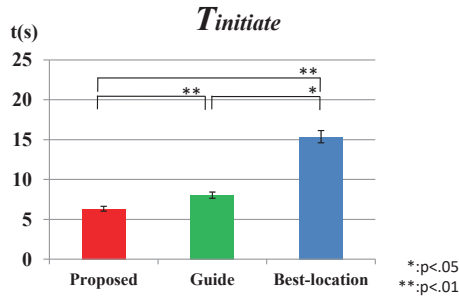 Tinitiate
t(s)
25
20
15
10
5
0
**
**
*
Proposed Guide Best-location
*:p<.05
**:p<.01